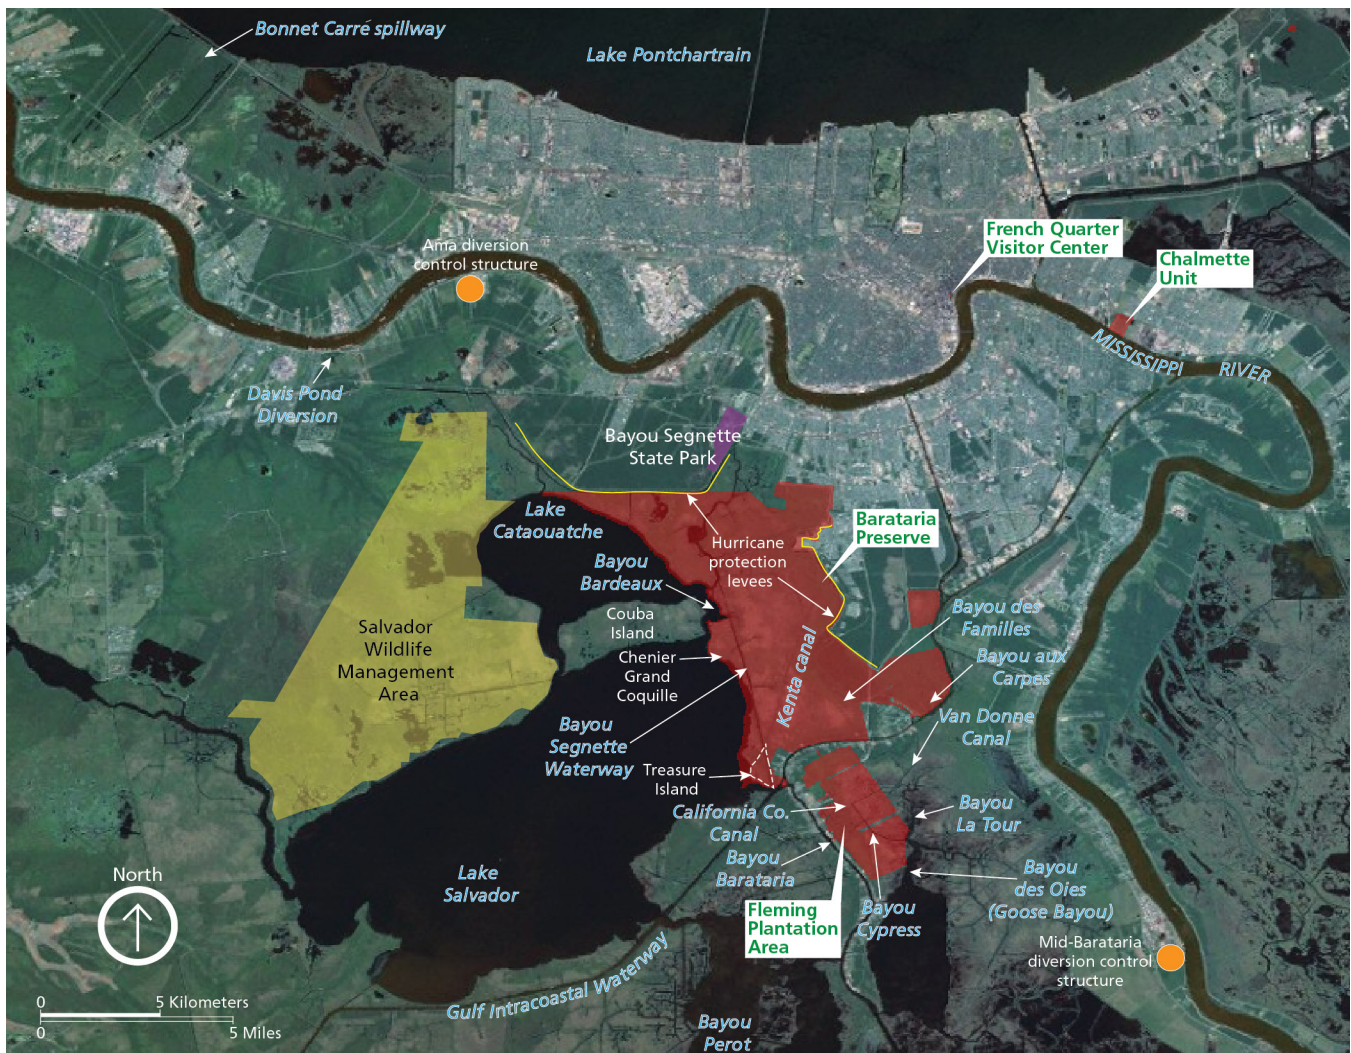 Bonnet Carré spillway
Lake Pontchartrain
French Quarter
Visitor Center
Ama diversion
control structure
Chalmette
Unit
MISSISSIPPI RIVER
Davis Pond
Diversion
Bayou Segnette
State Park
Lake
Cataouatche
Barataria
Preserve
Hurricane
protection
levees
Bayou
Bardeaux
Couba
Island
Bayou des
Familles
Salvador
Wildlife
Management
Area
Chenier
Grand
Coquille
Kenta canal
Bayou aux
Carpes
Bayou
Segnette
Waterway
Van Donne
Canal
Treasure
Island
California Co.
Canal
Bayou
La Tour
Bayou
Barataria
Lake
Salvador
Bayou
des Oies
(Goose Bayou)
North
Fleming
Plantation
Area
Bayou
Cypress
Mid-Barataria
diversion control
structure
Gulf Intracoastal Waterway
0 5 Kilometers
0 5 Miles
Bayou
Perot